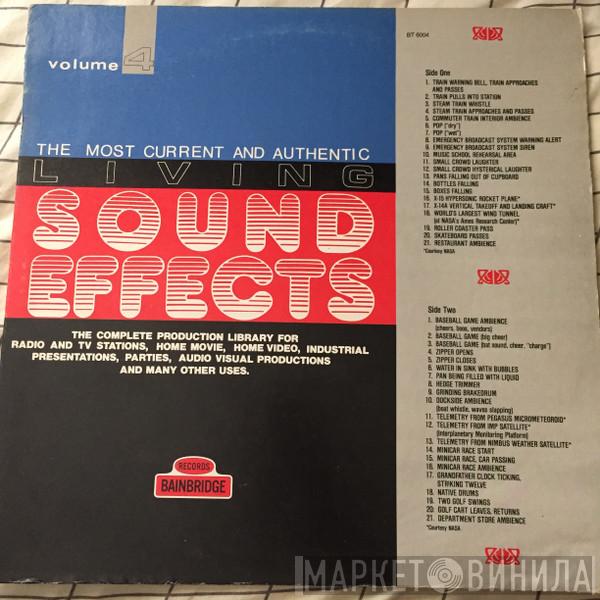 volume 4
THE MOST CURRENT AND AUTHENTIC
LIVING
SOUND
EFFECTS
THE COMPLETE PRODUCTION LIBRARY FOR
RADIO AND TV STATIONS, HOME MOVIE, HOME VIDEO, INDUSTRIAL
PRESENTATIONS, PARTIES, AUDIO VISUAL PRODUCTIONS
AND MANY OTHER USES.
RECORDS
BAINBRIDGE
BT 6004
Side One
1. TRAIN WARNING BELL, TRAIN APPROACHES
AND PASSES
2. TRAIN PULLS INTO STATION
3. STEAM TRAIN WHISTLE
4. STEAM TRAIN APPROACHES AND PASSES
5. COMMUTER TRAIN INTERIOR AMBIENCE
6. POP ("dry")
7. POP ("wet")
8. EMERGENCY BROADCAST SYSTEM WARNING ALERT
9. EMERGENCY BROADCAST SYSTEM SIREN
10. MUSIC SCHOOL REHEARSAL AREA
11. SMALL CROWD LAUGHTER
12. SMALL CROWD HYSTERICAL LAUGHTER
13. PANS FALLING OUT OF CUPBOARD
14. BOTTLES FALLING
15. BOXES FALLING
16. X-15 HYPERSONIC ROCKET PLANE*
17. X-14A VERTICAL TAKEOFF AND LANDING CRAFT*
18. WORLD'S LARGEST WIND TUNNEL
(at NASA's Ames Research Center)*
19. ROLLER COASTER PASS
20. SKATEBOARD PASSES
21. RESTAURANT AMBIENCE
*Courtesy NASA
Side Two
1. BASEBALL GAME AMBIENCE
(cheers, boos, vendors)
2. BASEBALL GAME (big cheer)
3. BASEBALL GAME (bat sound, cheer, "charge")
4. ZIPPER OPENS
5. ZIPPER CLOSES
6. WATER IN SINK WITH BUBBLES
7. PAN BEING FILLED WITH LIQUID
8. HEDGE TRIMMER
9. GRINDING BRAKEDRUM
10. DOCKSIDE AMBIENCE
(boat whistle, waves slapping)
11. TELEMETRY FROM PEGASUS MICROMETEOROID*
12. TELEMETRY FROM IMP SATELLITE*
(Interplanetary Monitoring Platform)
13. TELEMETRY FROM NIMBUS WEATHER SATELLITE*
14. MINICAR RACE START
15. MINICAR RACE, CAR PASSING
16. MINICAR RACE AMBIENCE
17. GRANDFATHER CLOCK TICKING,
STRIKING TWELVE
18. NATIVE DRUMS
19. TWO GOLF SWINGS
20. GOLF CART LEAVES, RETURNS
21. DEPARTMENT STORE AMBIENCE
*Courtesy NASA
МАРКЕТ ВИНИЛА